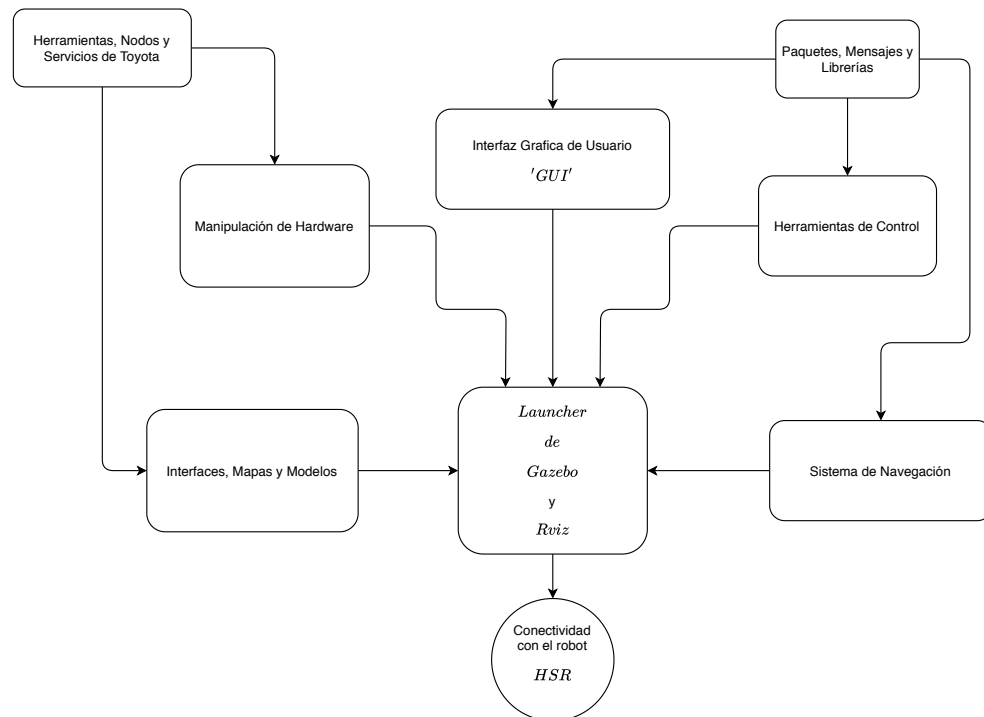 Herramientas, Nodos y
Servicios de Toyota
Paquetes, Mensajes y
Librerías
Interfaz Grafica de Usuario
'GUI'
Manipulación de Hardware
Herramientas de Control
Launcher
de
Gazebo
y
Rviz
Interfaces, Mapas y Modelos
Sistema de Navegación
Conectividad
con el robot
HSR